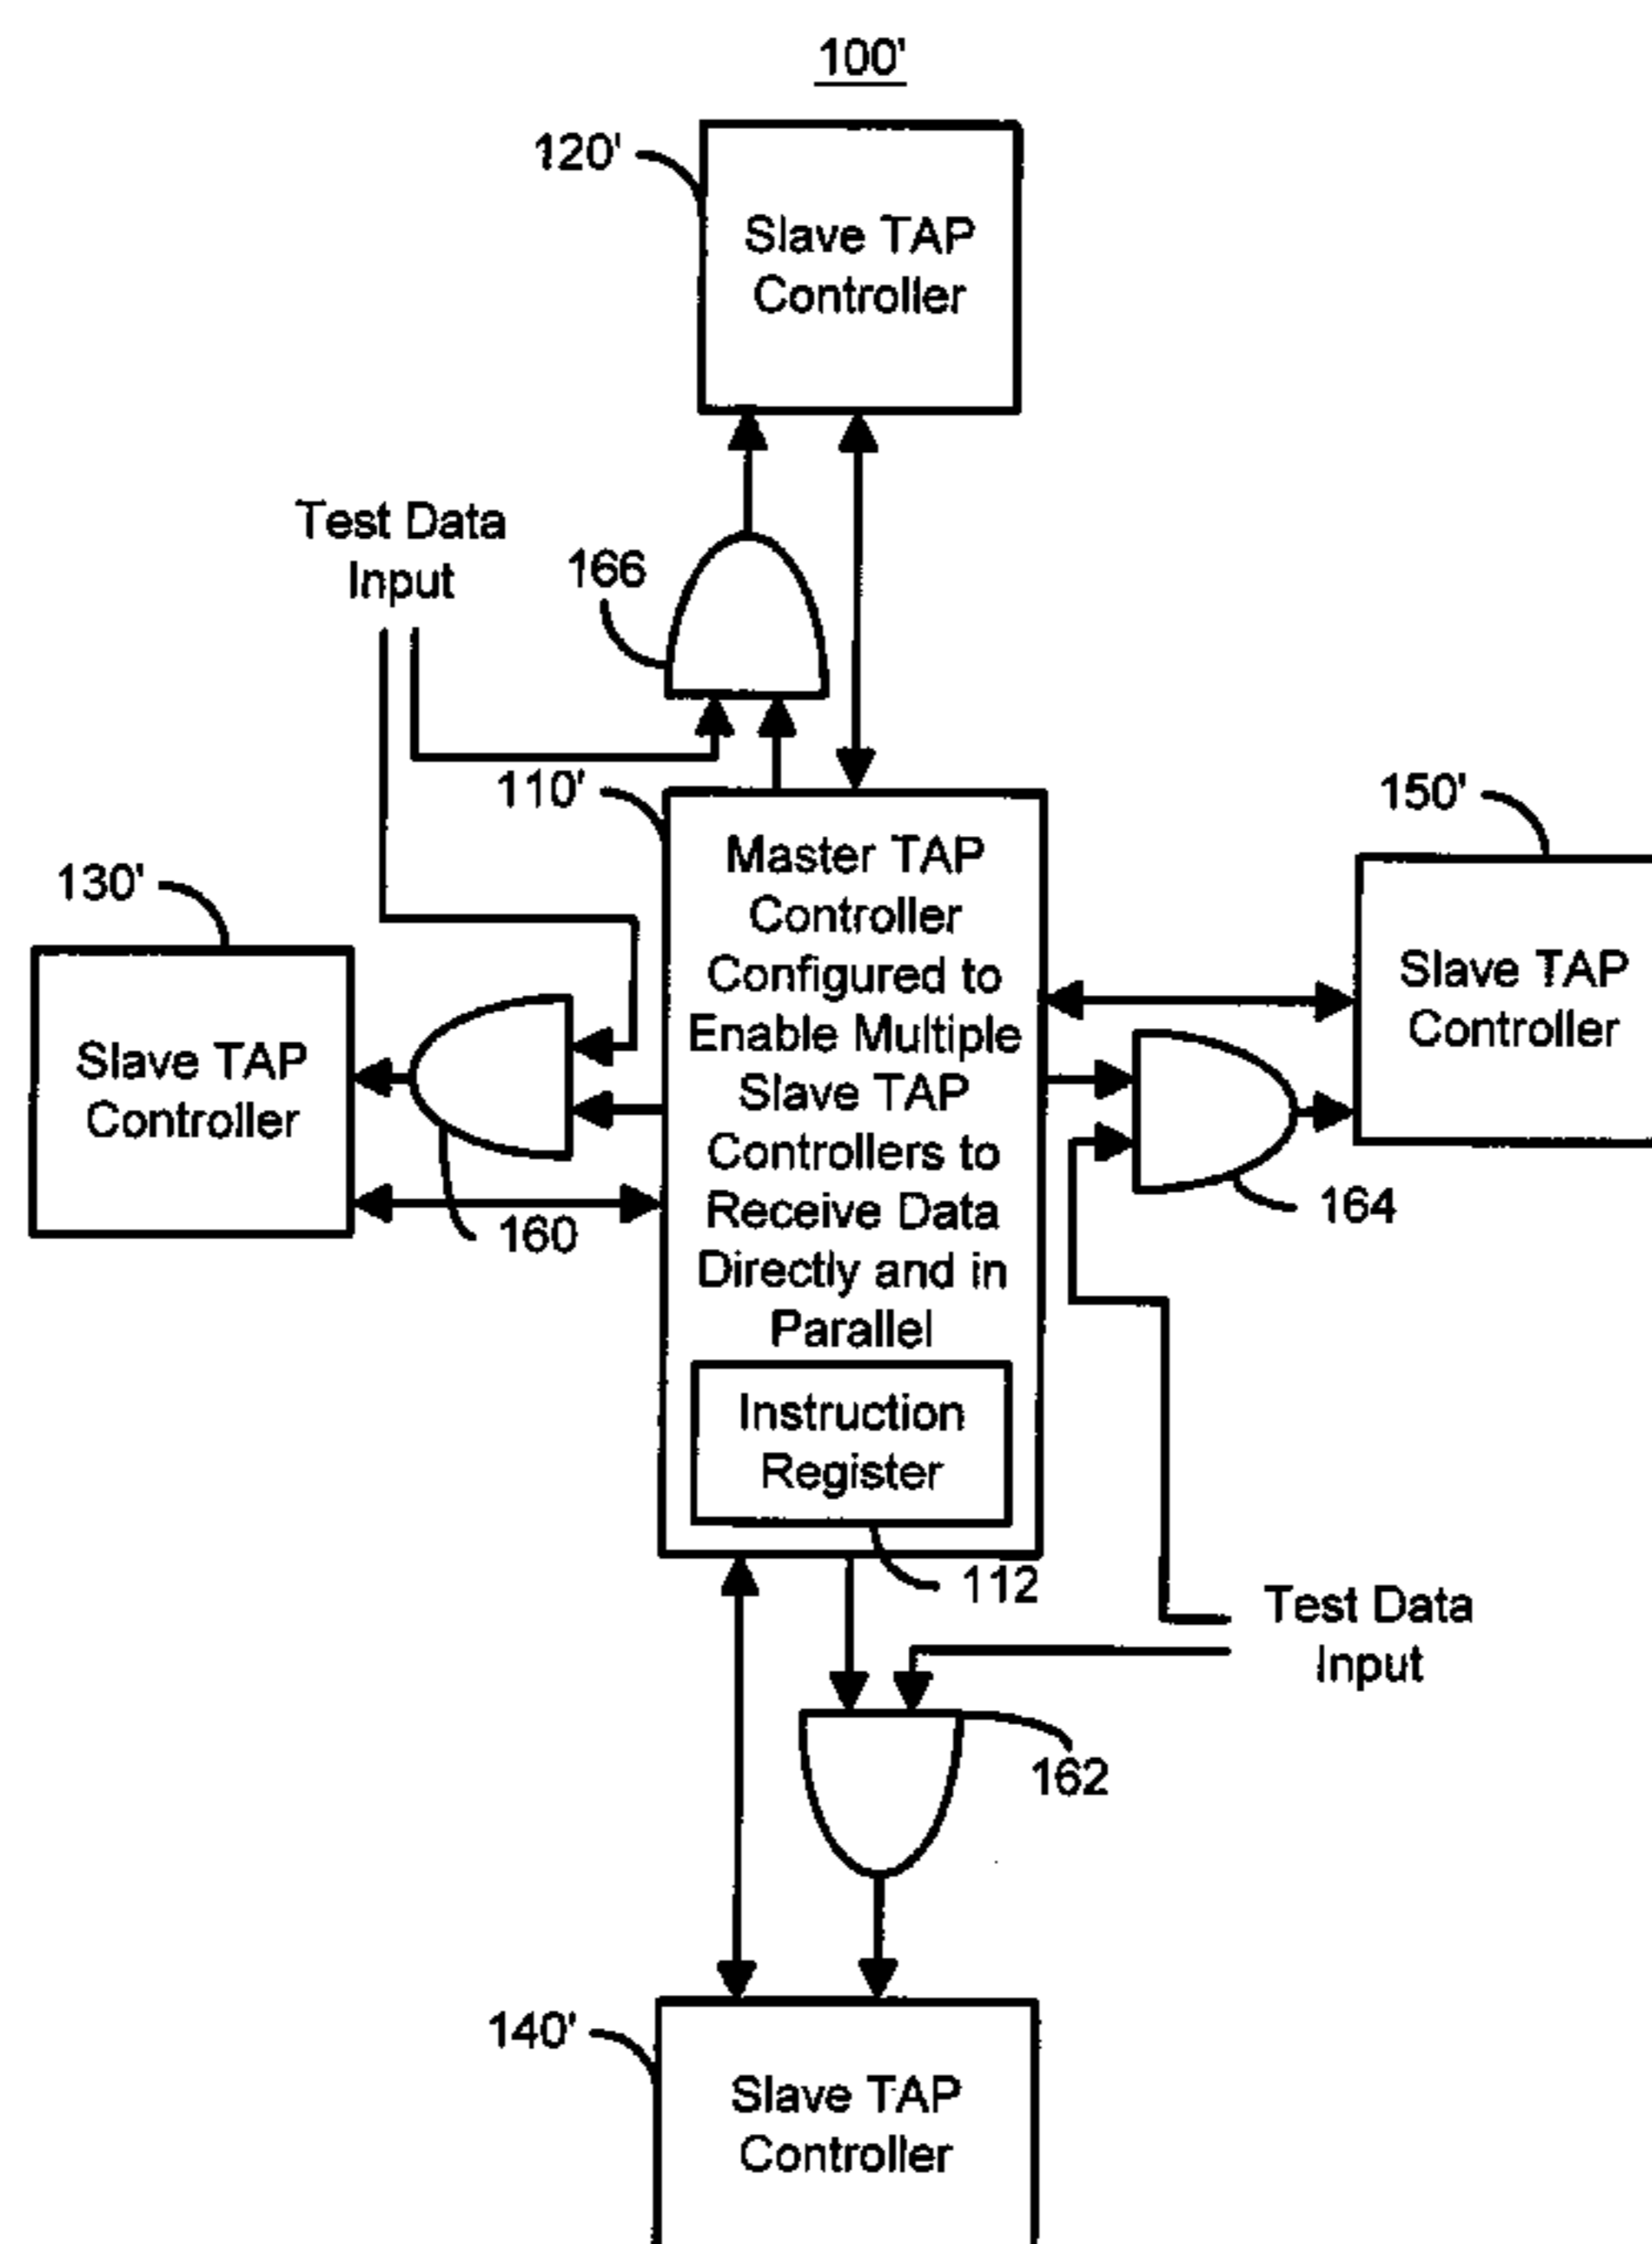 100'
120'
Slave TAP
Controller
Test Data
Input
166
110'
Master TAP
Controller
Configured to
Enable Multiple
Slave TAP
Controllers to
Receive Data
Directly and in
Parallel
150'
Slave TAP
Controller
130'
Slave TAP
Controller
160
164
Instruction
Register
112
Test Data
Input
162
140'
Slave TAP
Controller